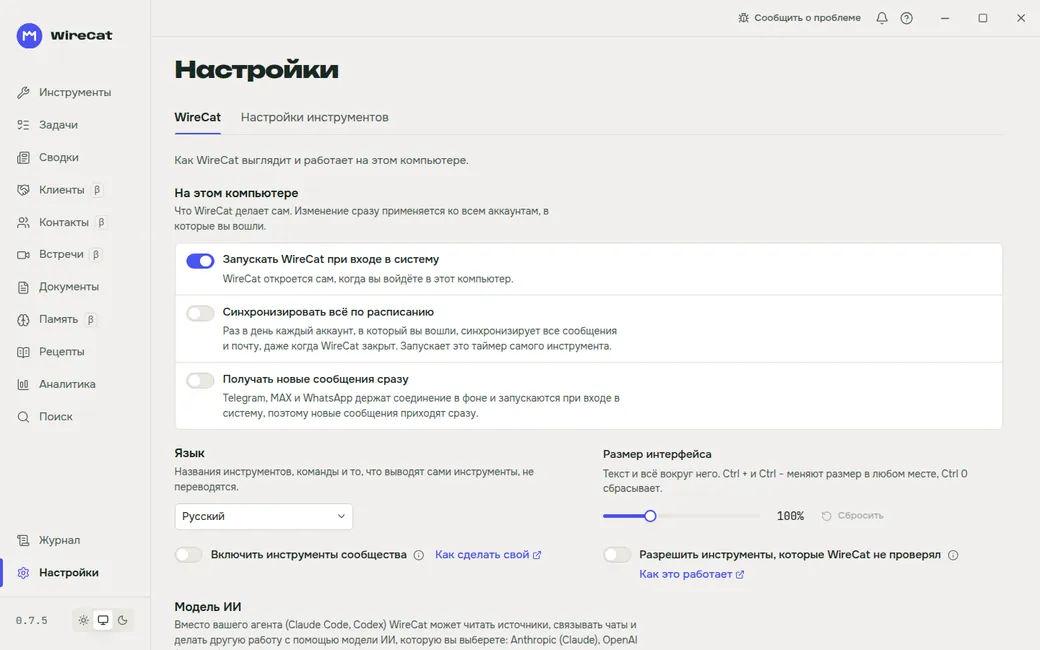 WireCat
Сообщить о проблеме
Инструменты
Задачи
Сводки
Клиенты β
Контакты β
Встречи β
Документы
Память β
Рецепты
Аналитика
Поиск
Журнал
Настройки
0.7.5
Настройки
WireCat Настройки инструментов
Как WireCat выглядит и работает на этом компьютере.
На этом компьютере
Что WireCat делает сам. Изменение сразу применяется ко всем аккаунтам, в
которые вы вошли.
Запускать WireCat при входе в систему
WireCat откроется сам, когда вы войдёте в этот компьютер.
Синхронизировать всё по расписанию
Раз в день каждый аккаунт, в который вы вошли, синхронизирует все сообщения
и почту, даже когда WireCat закрыт. Запускает это таймер самого инструмента.
Получать новые сообщения сразу
Telegram, MAX и WhatsApp держат соединение в фоне и запускаются при входе в
систему, поэтому новые сообщения приходят сразу.
Язык
Названия инструментов, команды и то, что выводят сами инструменты, не
переводятся.
Русский
Включить инструменты сообщества Как сделать свой
Размер интерфейса
Текст и всё вокруг него. Ctrl + и Ctrl − меняют размер в любом месте, Ctrl 0
сбрасывает.
100% Сбросить
Разрешить инструменты, которые WireCat не проверял
Как это работает
Модель ИИ
Вместо вашего агента (Claude Code, Codex) WireCat может читать источники, связывать чаты и
делать другую работу с помощью модели ИИ, которую вы выберете: Anthropic (Claude), OpenAI